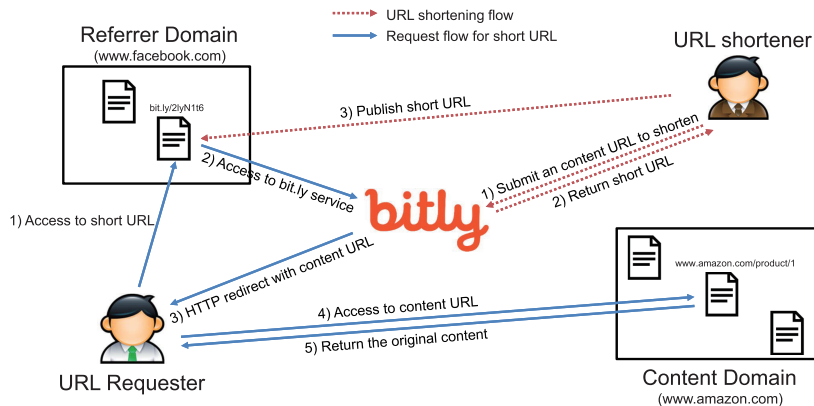 URL shortening flow
Request flow for short URL
Referrer Domain
(www.facebook.com)
URL shortener
bit.ly/2IyN1t6
3) Publish short URL
1) Submit an content URL to shorten
2) Return short URL
2) Access to bit.ly service
1) Access to short URL
bitly
3) HTTP redirect with content URL
www.amazon.com/product/1
4) Access to content URL
5) Return the original content
URL Requester
Content Domain
(www.amazon.com)